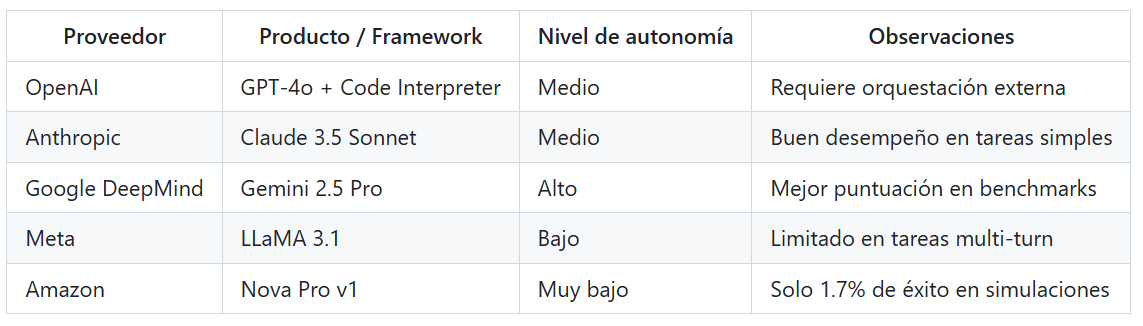 Proveedor Producto / Framework Nivel de autonomía Observaciones
OpenAI GPT-4o + Code Interpreter Medio Requiere orquestación externa
Anthropic Claude 3.5 Sonnet Medio Buen desempeño en tareas simples
Google DeepMind Gemini 2.5 Pro Alto Mejor puntuación en benchmarks
Meta LLaMA 3.1 Bajo Limitado en tareas multi-turn
Amazon Nova Pro v1 Muy bajo Solo 1.7% de éxito en simulaciones